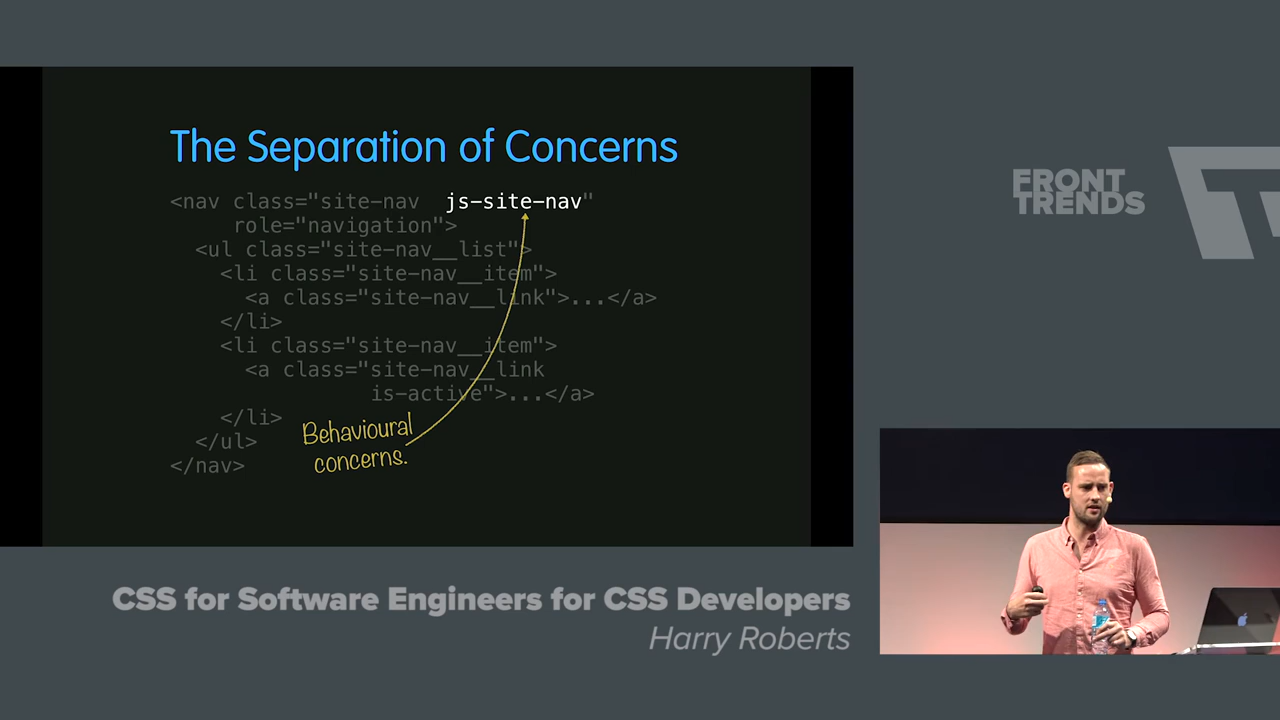 The Separation of Concerns
<nav class="site-nav js-site-nav"
role="navigation">
<ul class="site-nav__list">
<li class="site-nav__item">
<a class="site-nav__link">...</a>
</li>
<li class="site-nav__item">
<a class="site-nav__link
is-active">...</a>
</li>
</ul>
</nav>
Behavioural
concerns.
FRONT
TRENDS
CSS for Software Engineers for CSS Developers
Harry Roberts